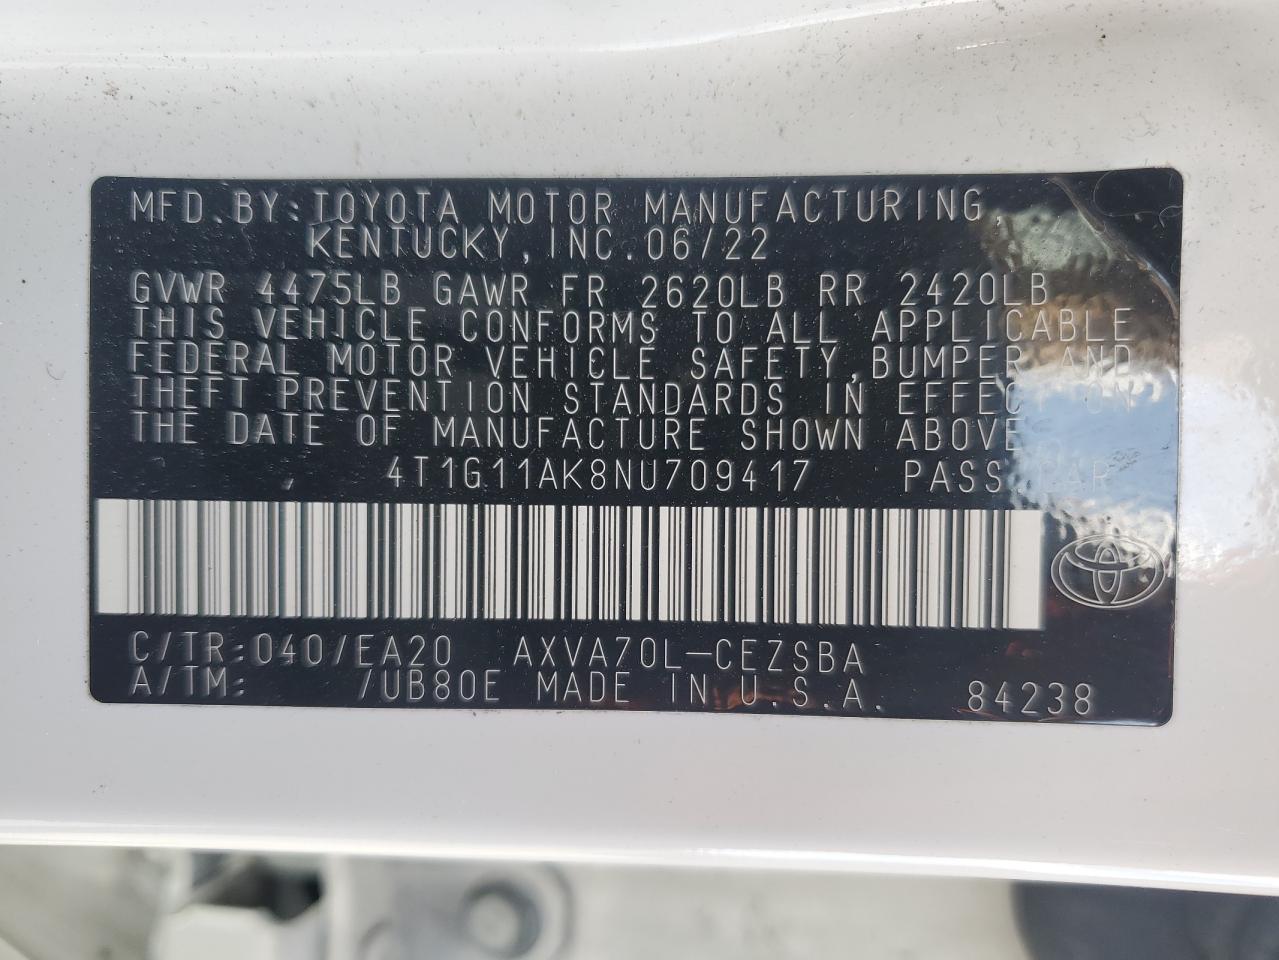 MFD.BY:TOYOTA MOTOR MANUFACTURING,
KENTUCKY,INC.06/22
GVWR 4475LB GAWR FR 2620LB RR 2420LB
THIS VEHICLE CONFORMS TO ALL APPLICABLE
FEDERAL MOTOR VEHICLE SAFETY,BUMPER AND
THEFT PREVENTION STANDARDS IN EFFECT ON
THE DATE OF MANUFACTURE SHOWN ABOVE.
4T1G11AK8NU709417 PASS.CAR
C/TR:040/EA20 AXVA70L-CEZSBA
A/TM: /UB80E MADE IN U.S.A. 84238